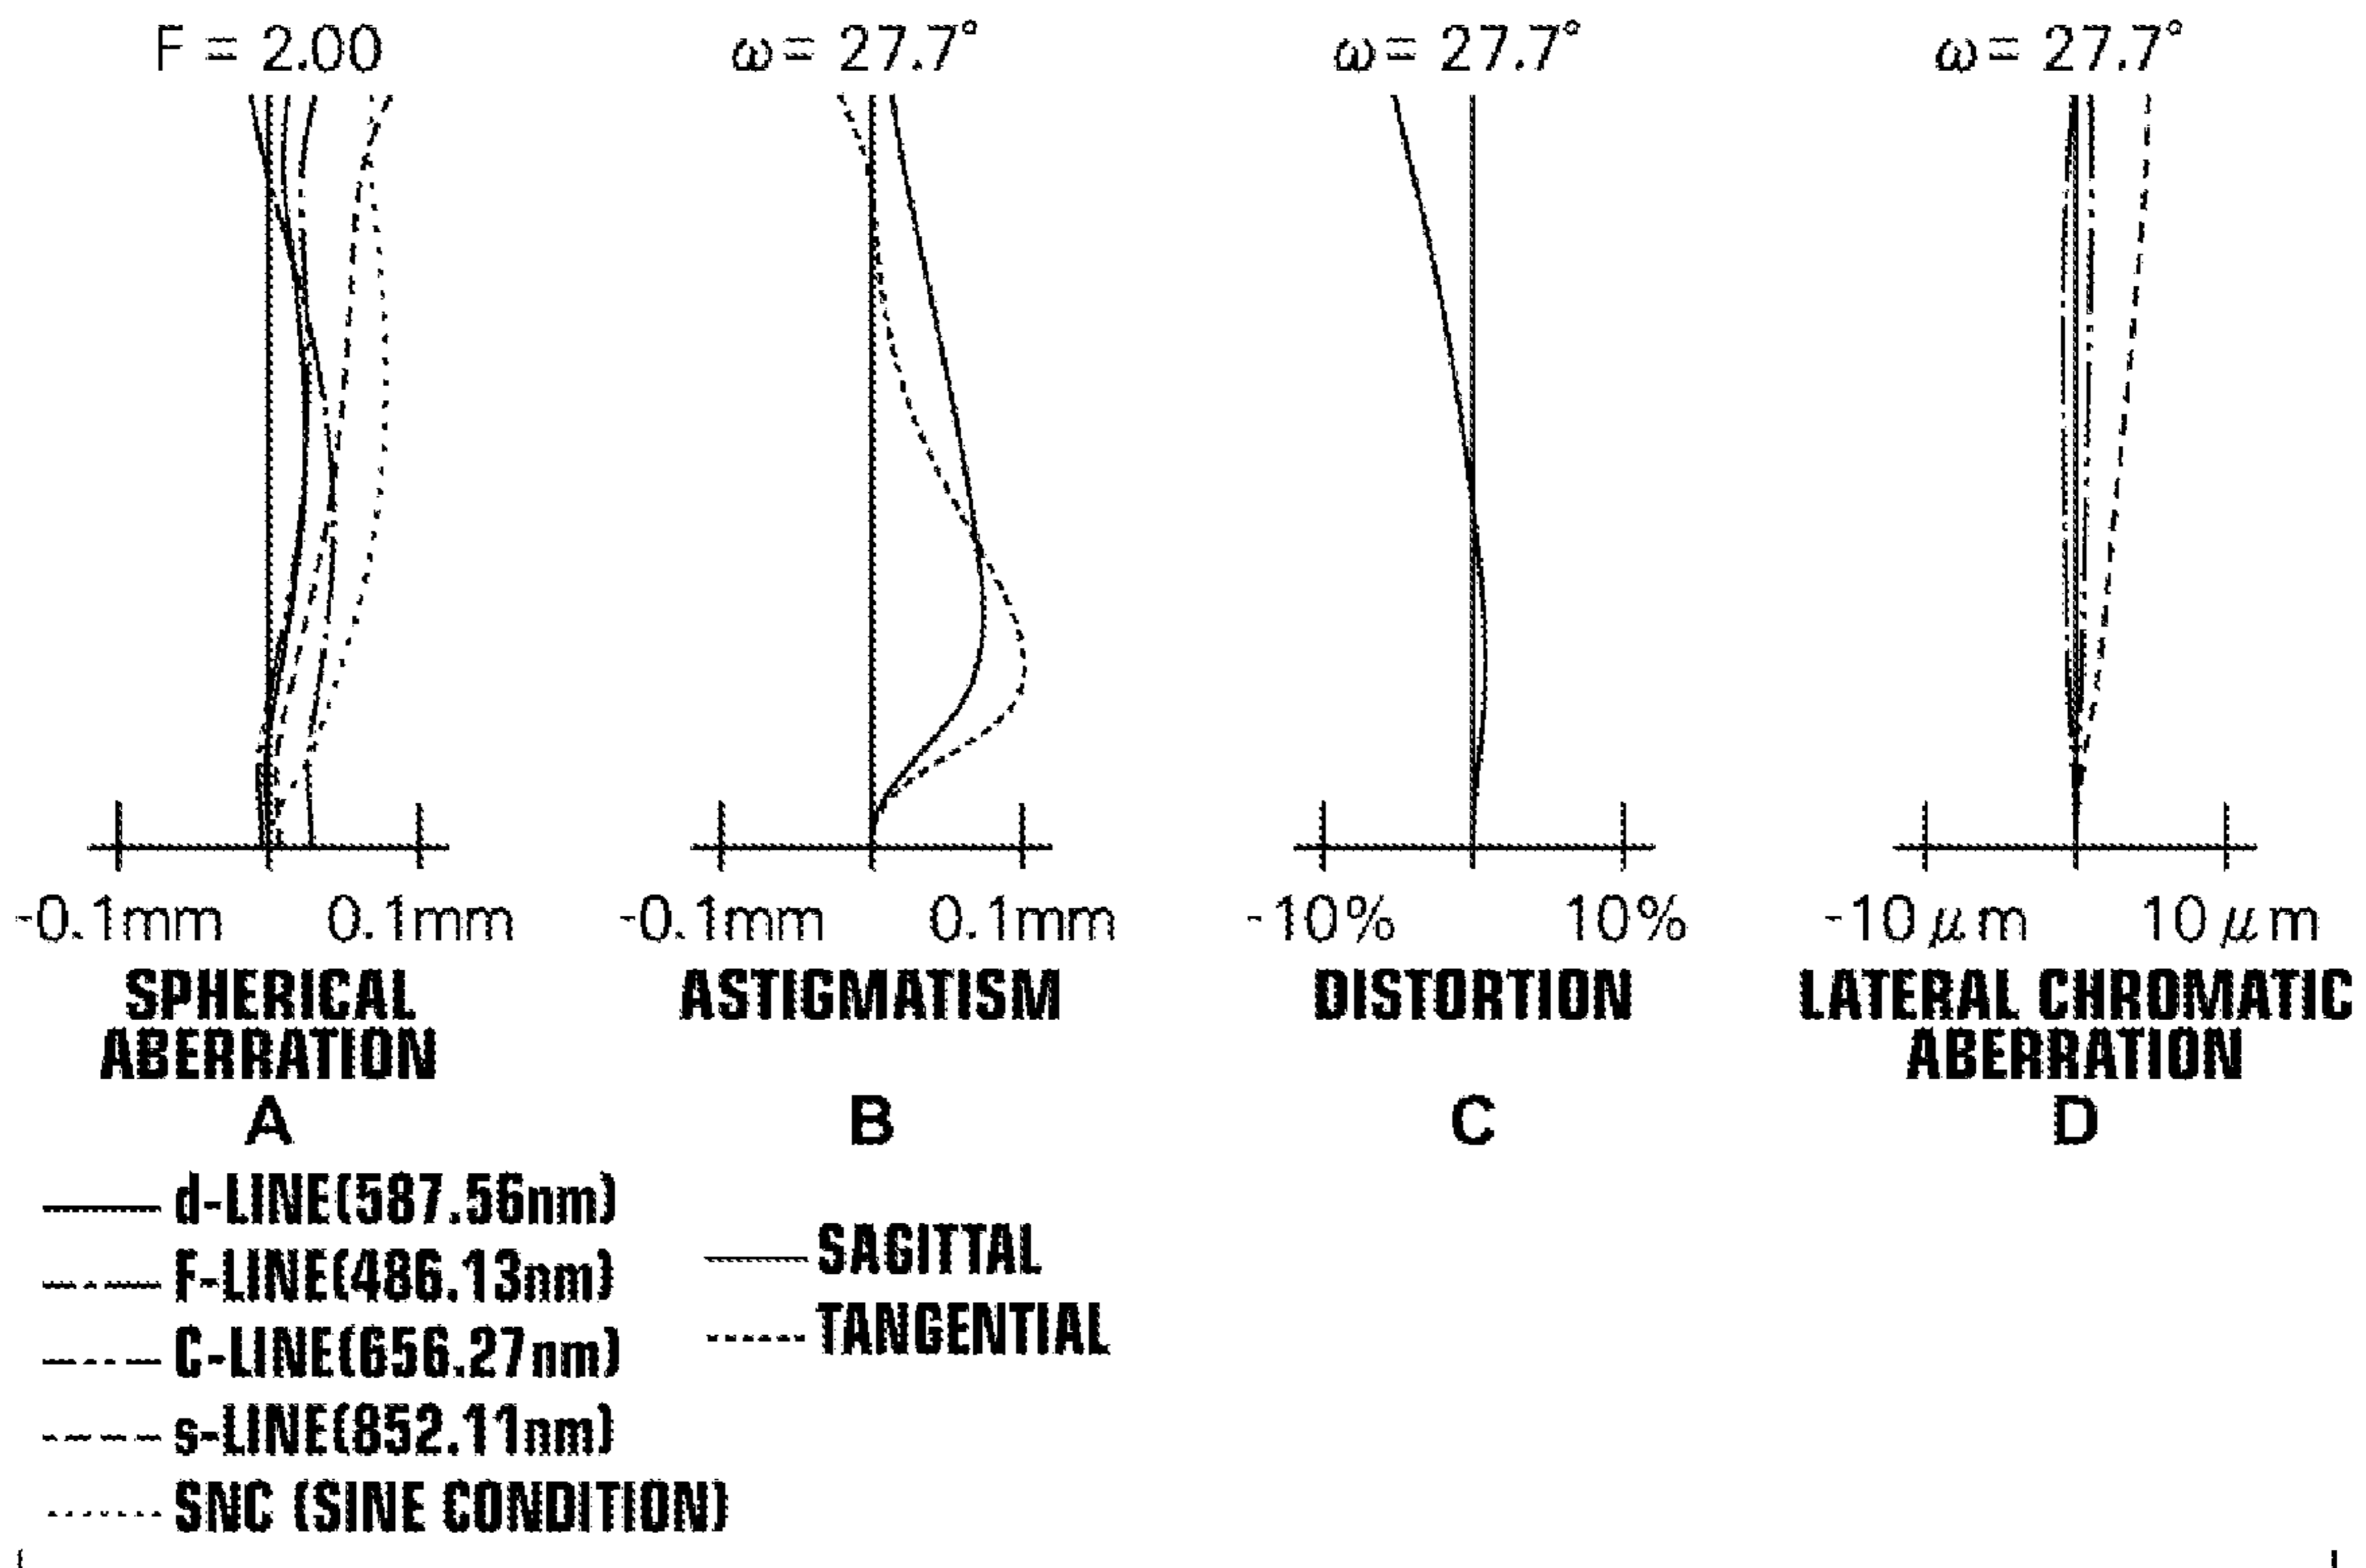 F = 2.00
ω= 27.7°
ω= 27.7°
ω= 27.7°
-0.1mm 0.1mm
-0.1mm 0.1mm
-10% 10%
-10μm 10μm
SPHERICAL
ABERRATION
ASTIGMATISM
DISTORTION
LATERAL CHROMATIC
ABERRATION
A
B
C
D
d-LINE(587.56nm)
F-LINE(486.13nm)
C-LINE(656.27nm)
s-LINE(852.11nm)
SNC (SINE CONDITION)
SAGITTAL
TANGENTIAL